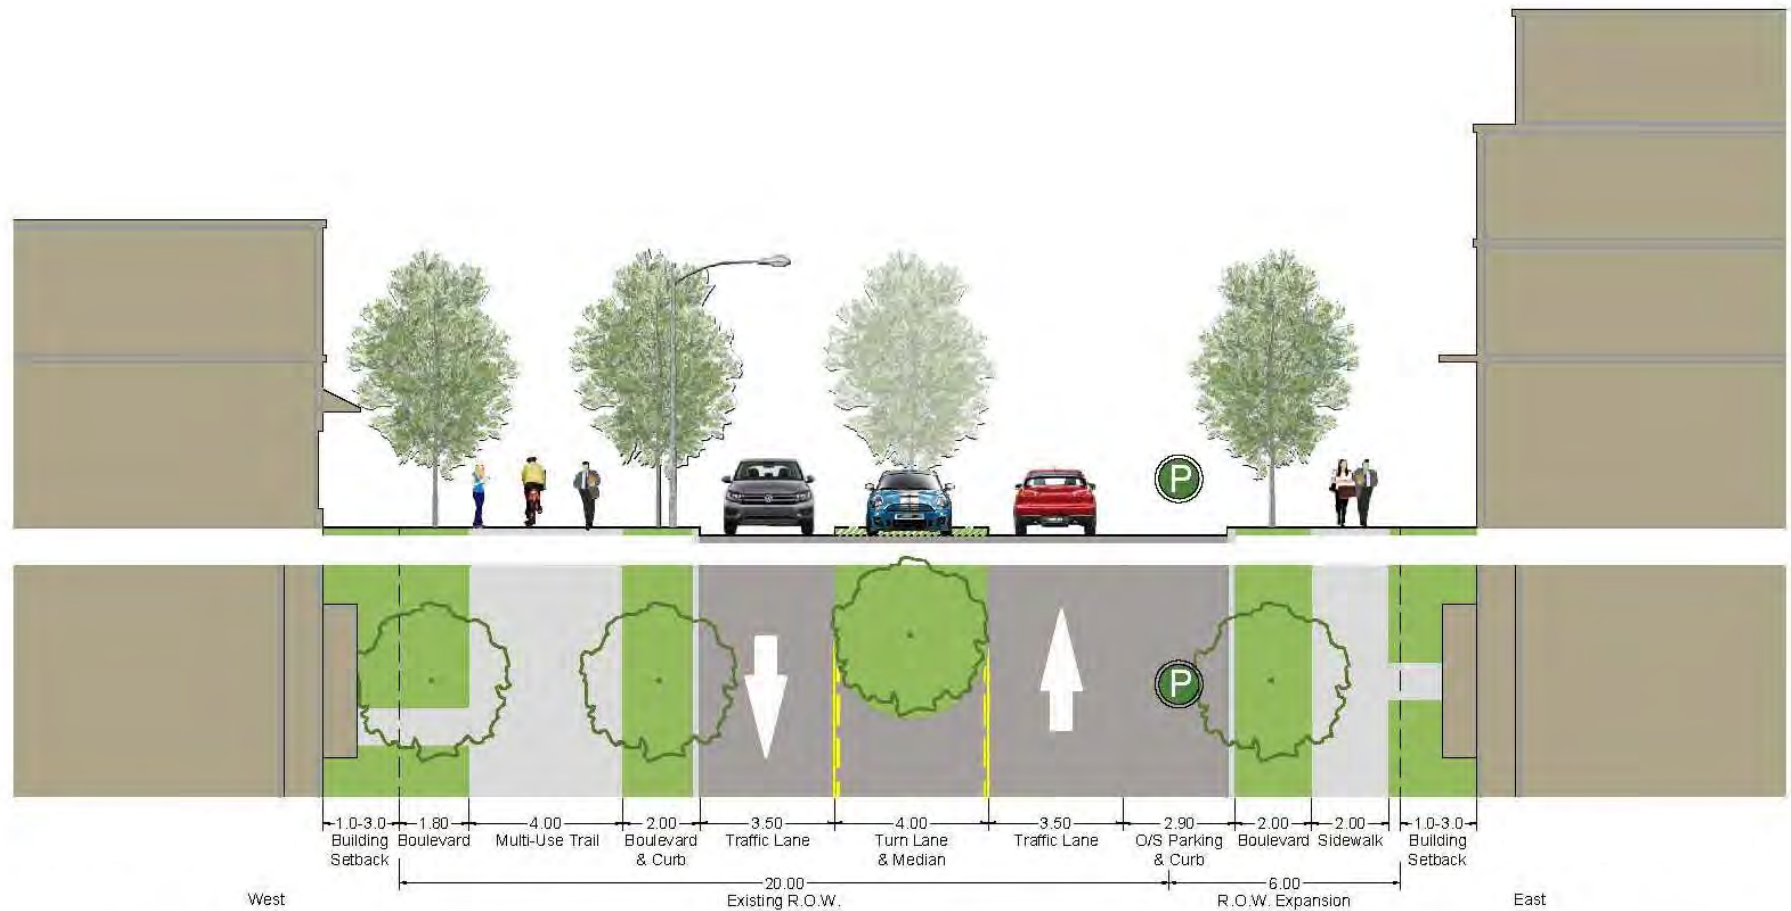 P
P
1.0-3.0 1.80 4.00 2.00 3.50 4.00 3.50 2.90 2.00 2.00 1.0-3.0
Building Boulevard Multi-Use Trail Boulevard Traffic Lane Turn Lane Traffic Lane O/S Parking Boulevard Sidewalk Building
Setback & Curb & Median & Curb Setback
20.00 6.00
West Existing R.O.W. R.O.W. Expansion East